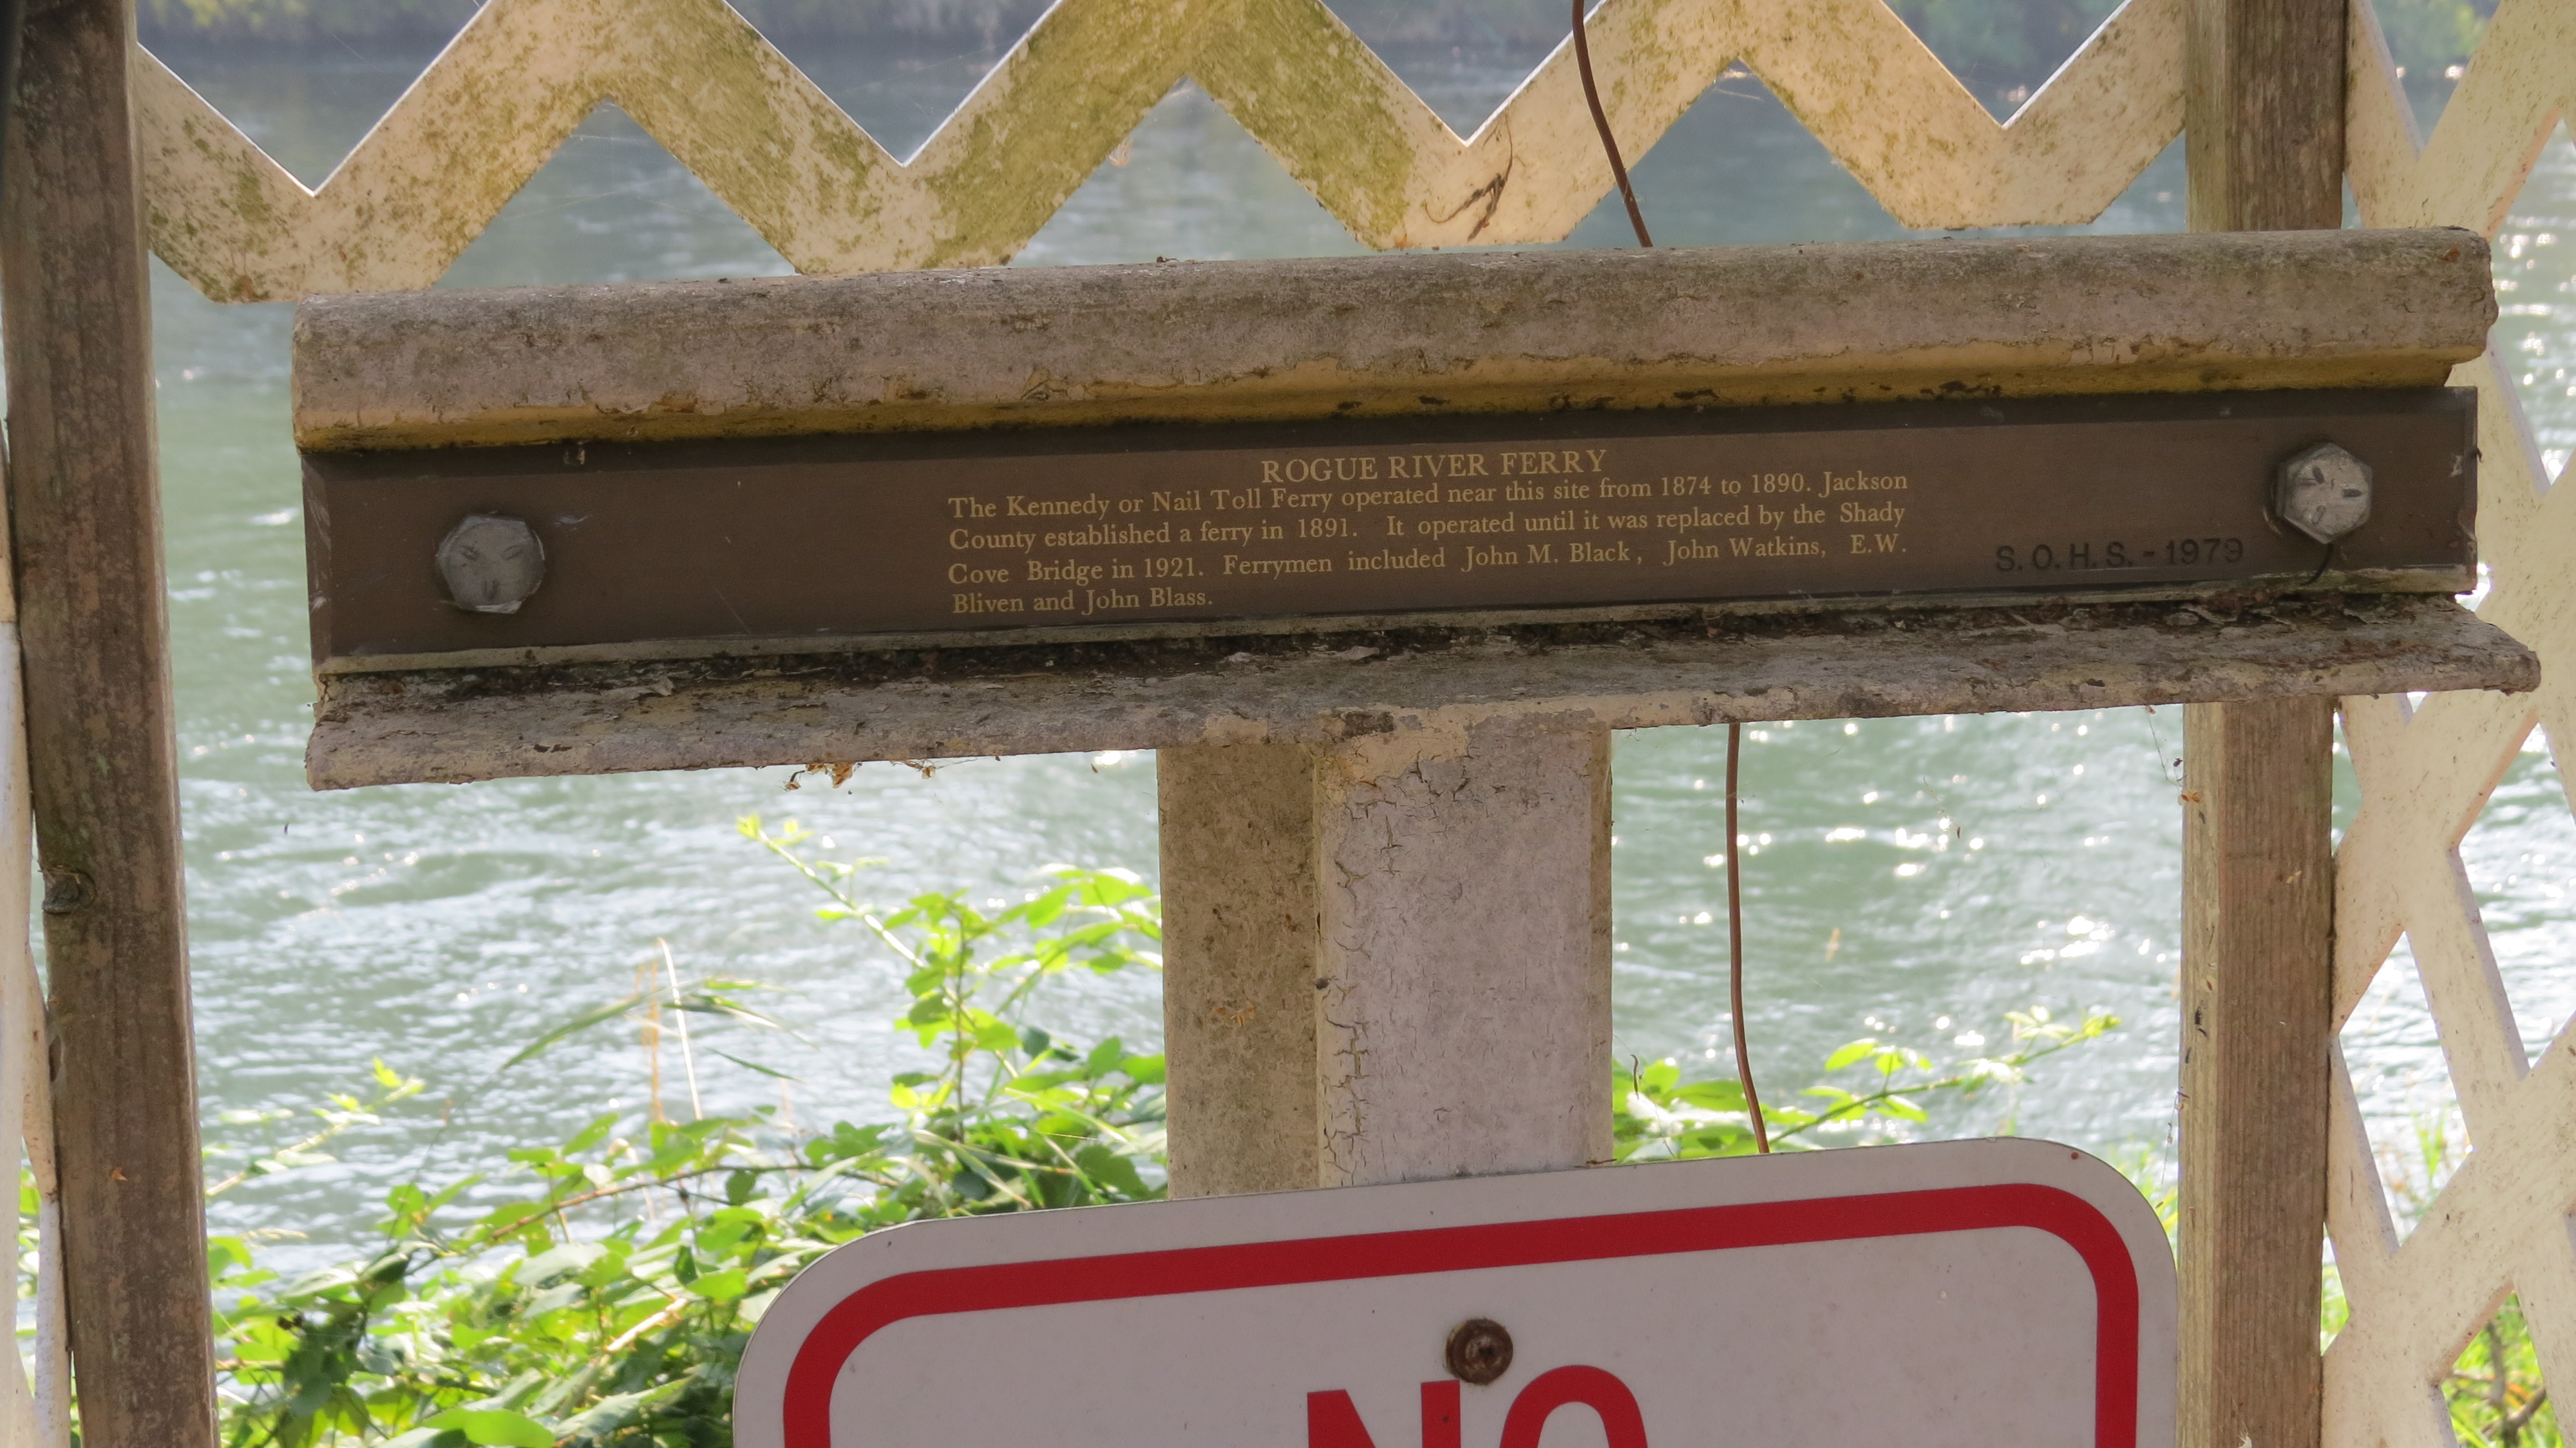 ROGUE RIVER FERRY
The Kennedy or Nail Toll Ferry operated near this site from 1874 to 1890. Jackson
County established a ferry in 1891. It operated until it was replaced by the Shady
Cove Bridge in 1921. Ferrymen included John M. Black, John Watkins, E.W.
Bliven and John Blass.
S.O.H.S. - 1979
NO